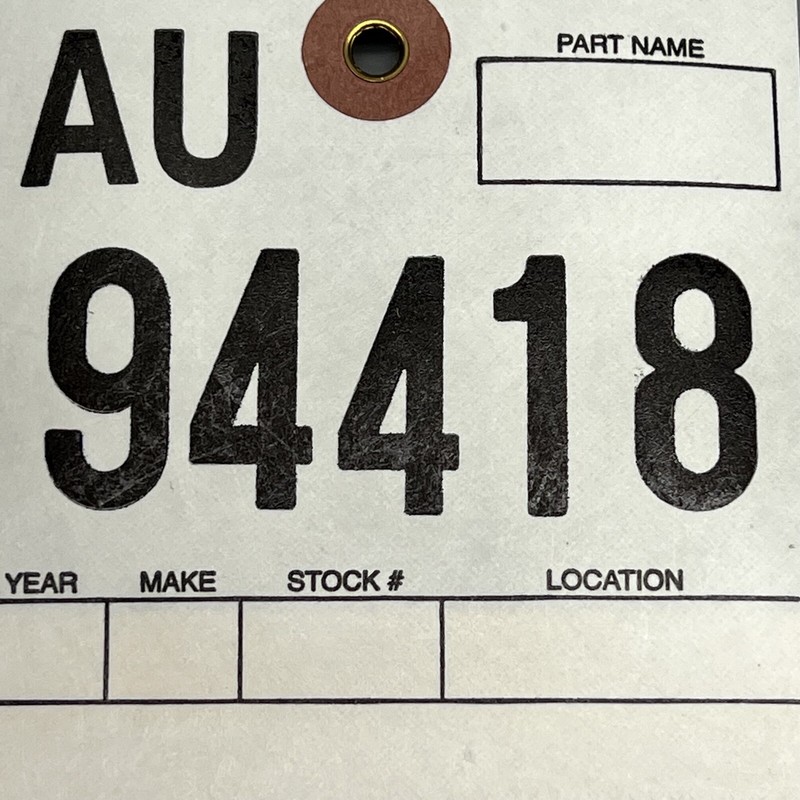 AU
PART NAME
94418
YEAR MAKE STOCK # LOCATION